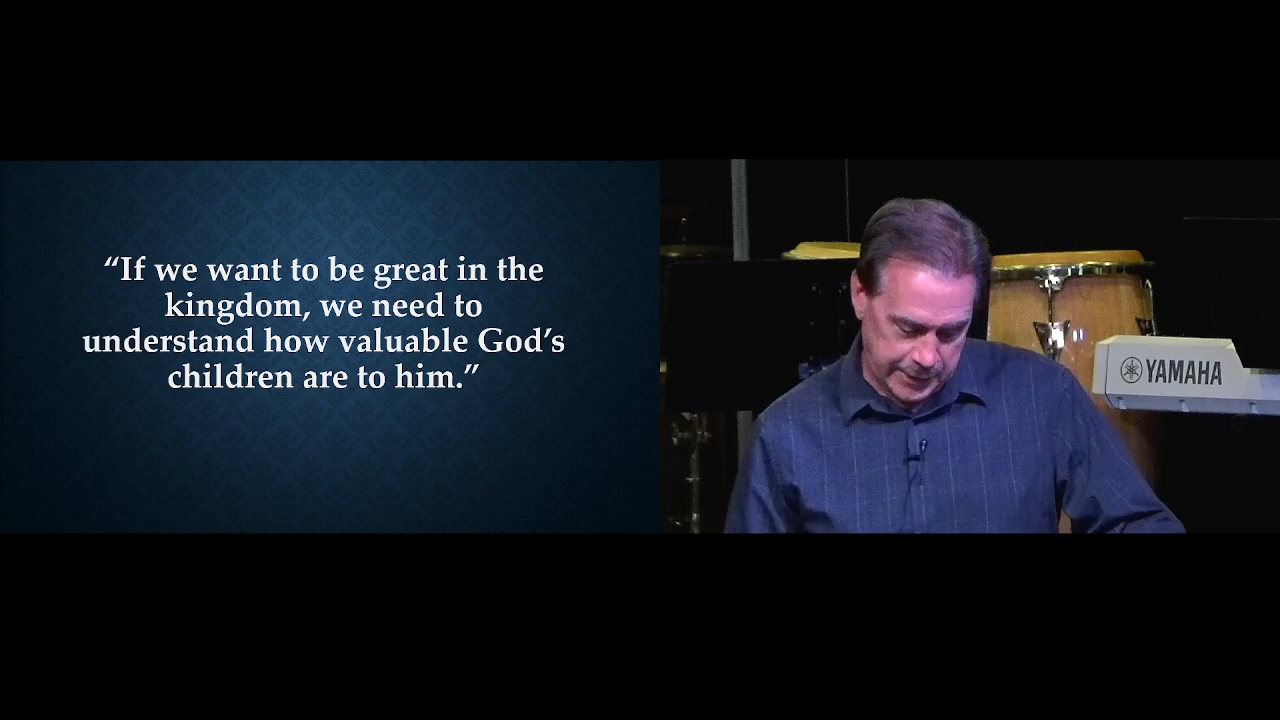 “If we want to be great in the
kingdom, we need to
understand how valuable God’s
children are to him.”
YAMAHA